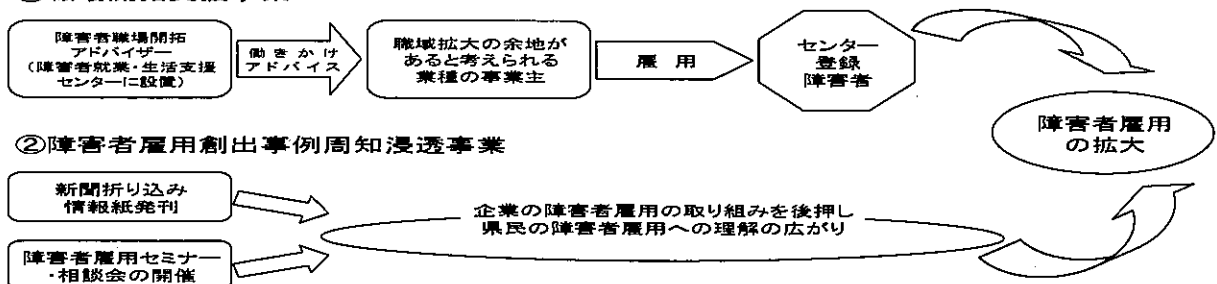 障害者職場開拓
アドバイザー
(障害者就業・生活支援
センターに設置)
働きかけ
アドバイス
職域拡大の余地が
あると考えられる
業種の事業主
雇用
センター
登録
障害者
障害者雇用
の拡大
②障害者雇用創出事例周知浸透事業
新聞折り込み
情報紙発刊
障害者雇用セミナー
・相談会の開催
企業の障害者雇用の取り組みを後押し
県民の障害者雇用への理解の広がり